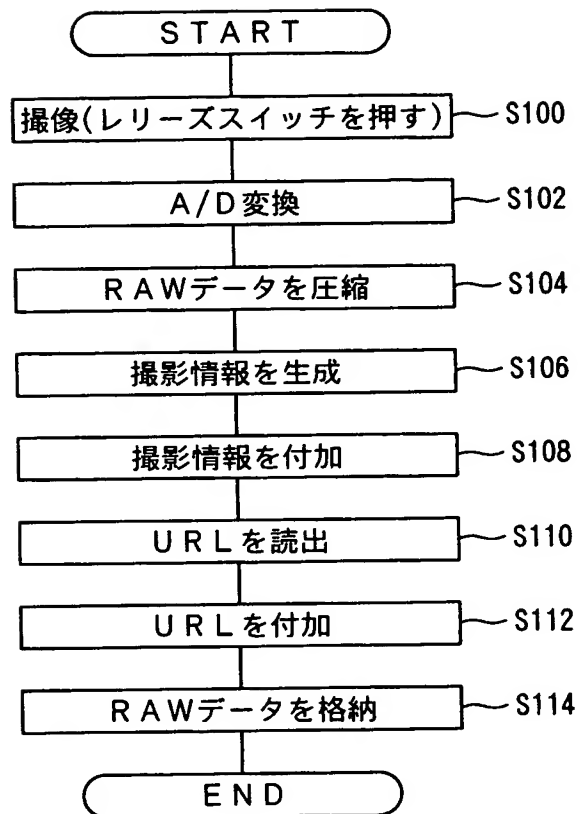 START
撮像(レリーズスイッチを押す) S100
A/D変換 S102
RAWデータを圧縮 S104
撮影情報を生成 S106
撮影情報を付加 S108
URLを読出 S110
URLを付加 S112
RAWデータを格納 S114
END